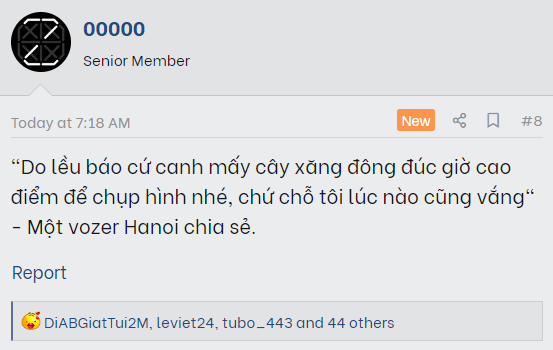 00000
Senior Member
Today at 7:18 AM New #8
“Do lều báo cứ canh mấy cây xăng đông đúc giờ cao
điểm để chụp hình nhé, chứ chỗ tôi lúc nào cũng vắng“
- Một vozer Hanoi chia sẻ.
Report
DiABGiatTui2M, leviet24, tubo_443 and 44 others